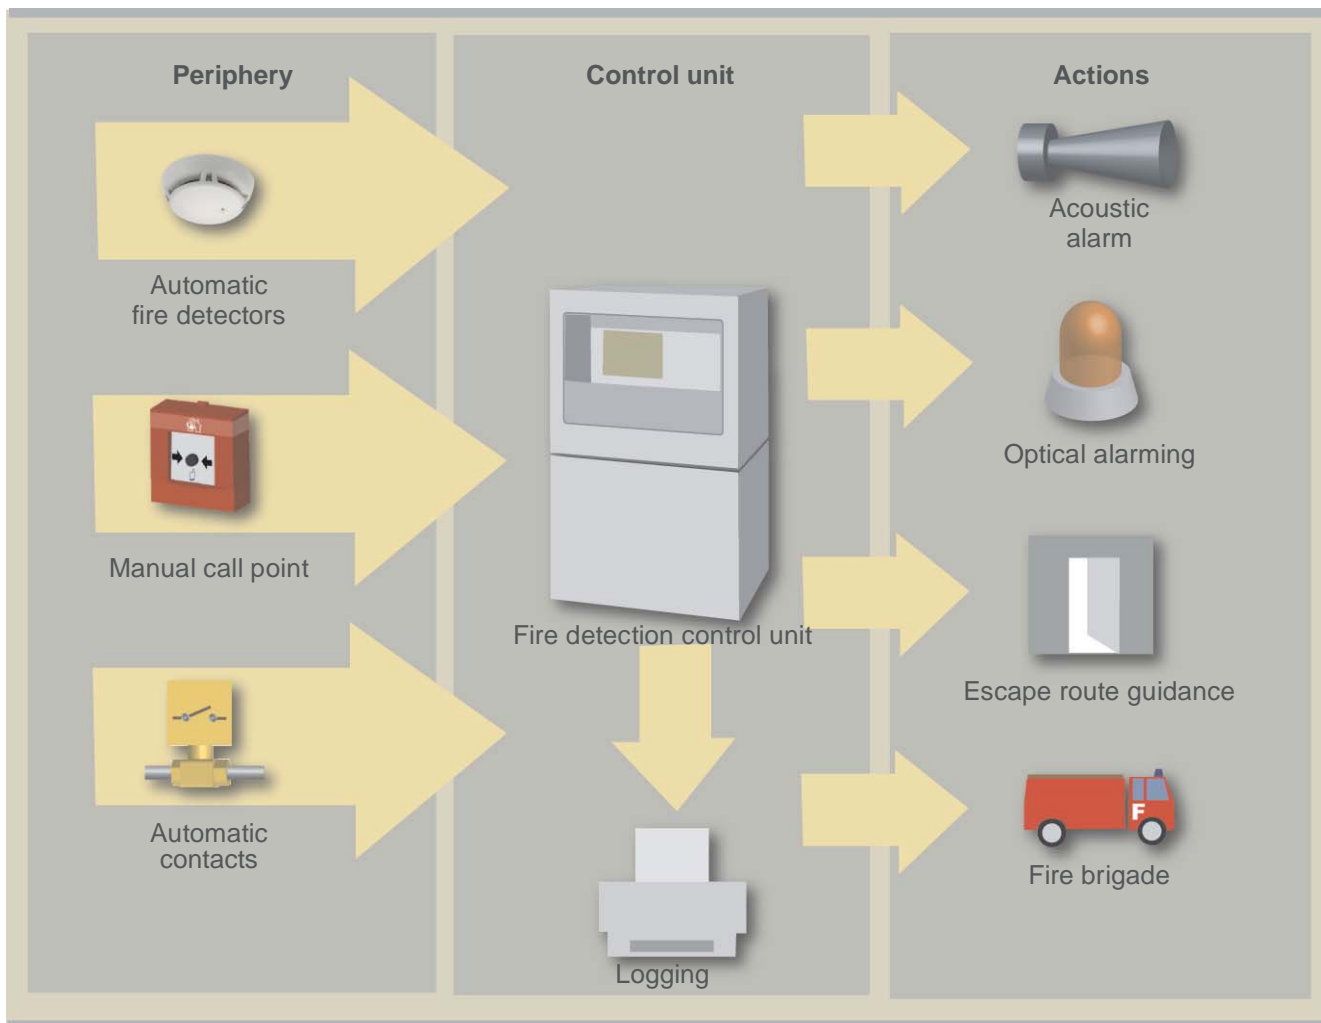 Periphery
Automatic
fire detectors
Manual call point
Automatic
contacts
Control unit
Fire detection control unit
Logging
Actions
Acoustic
alarm
Optical alarming
Escape route guidance
F
Fire brigade